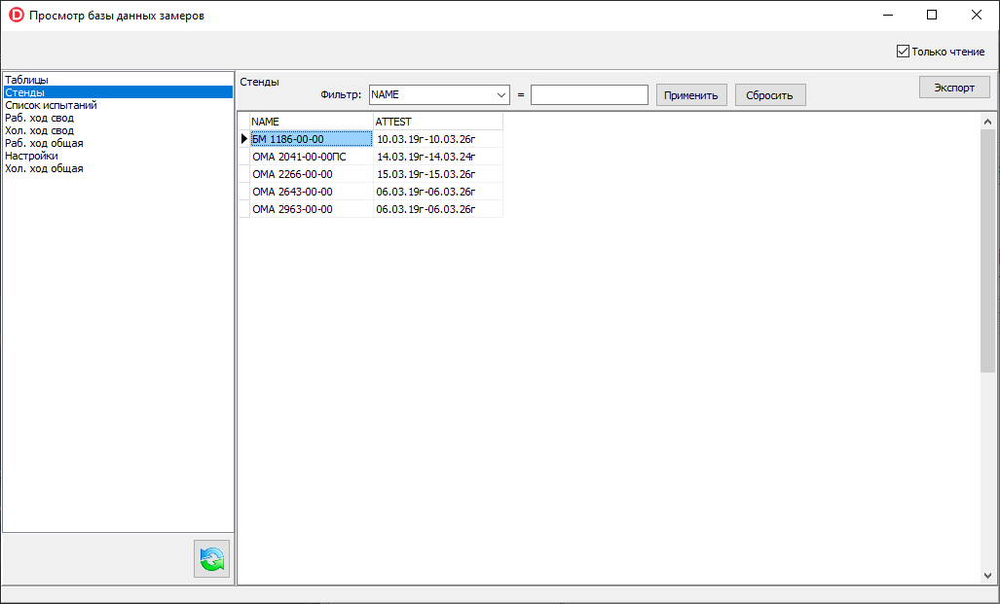 Просмотр базы данных замеров
Только чтение
Таблицы
Стенды
Список испытаний
Раб. ход свод
Хол. ход свод
Раб. ход общая
Настройки
Хол. ход общая
Стенды
Фильтр: NAME = Применить Сбросить Экспорт
NAME ATTEST
БМ 1186-00-00 10.03.19г-10.03.26г
ОМА 2041-00-00ПС 14.03.19г-14.03.24г
ОМА 2266-00-00 15.03.19г-15.03.26г
ОМА 2643-00-00 06.03.19г-06.03.26г
ОМА 2963-00-00 06.03.19г-06.03.26г